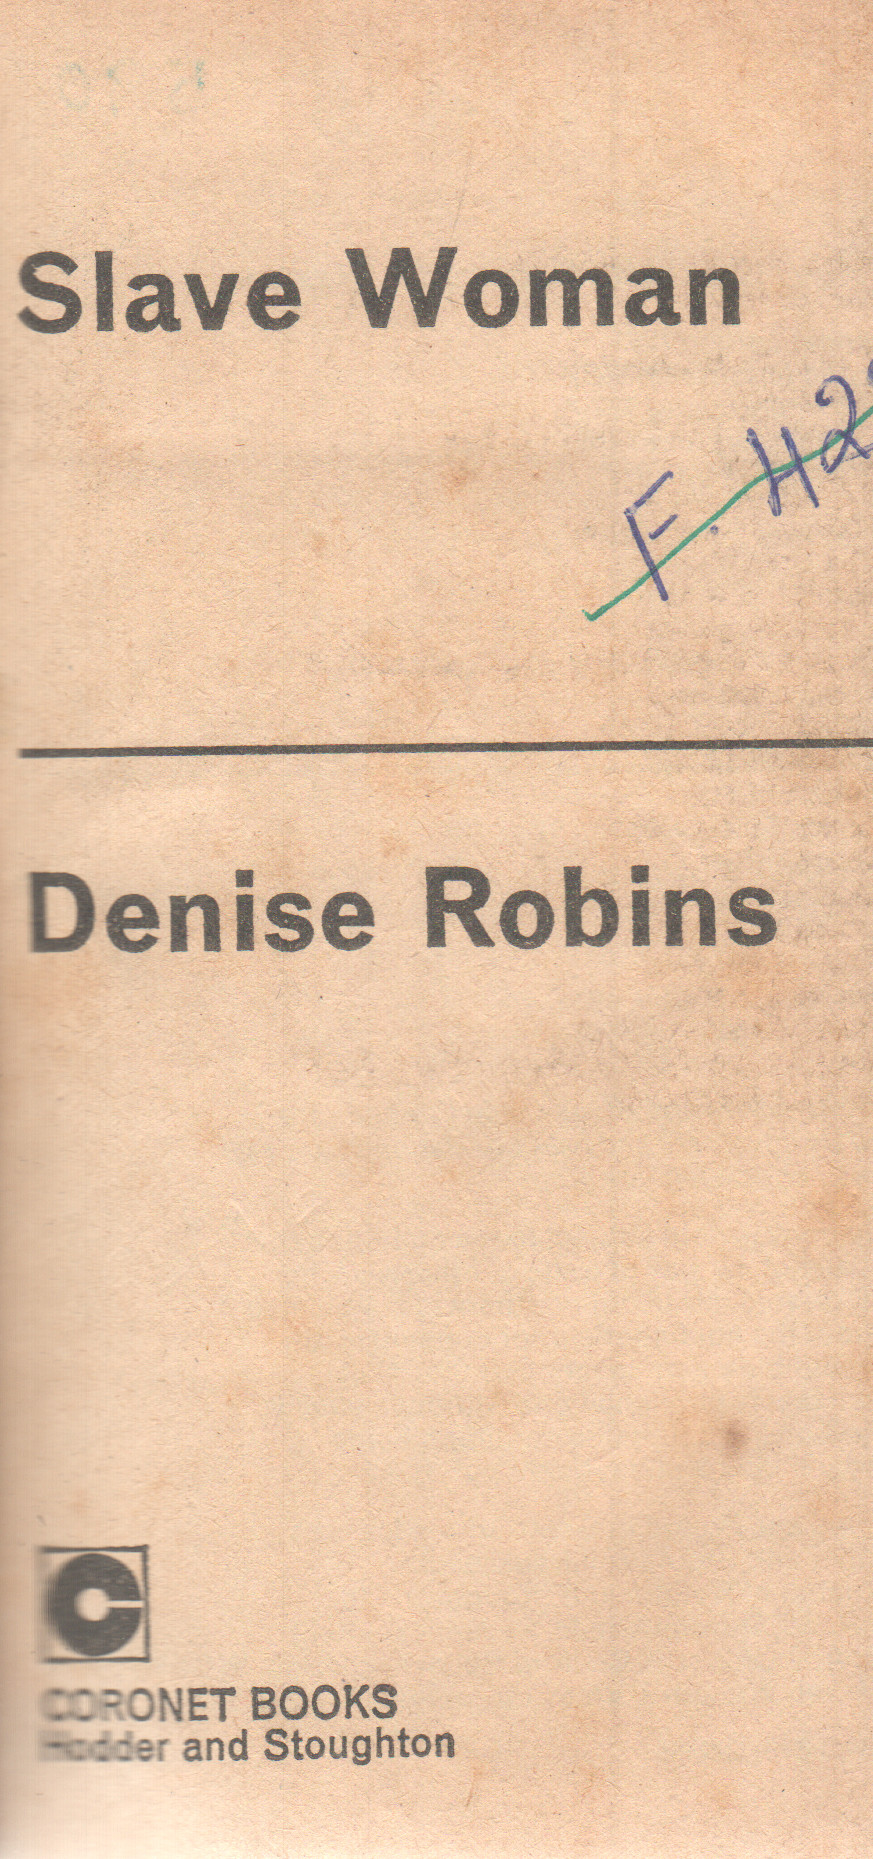 Slave Woman
F. H2
Denise Robins
C
CORONET BOOKS
Hodder and Stoughton